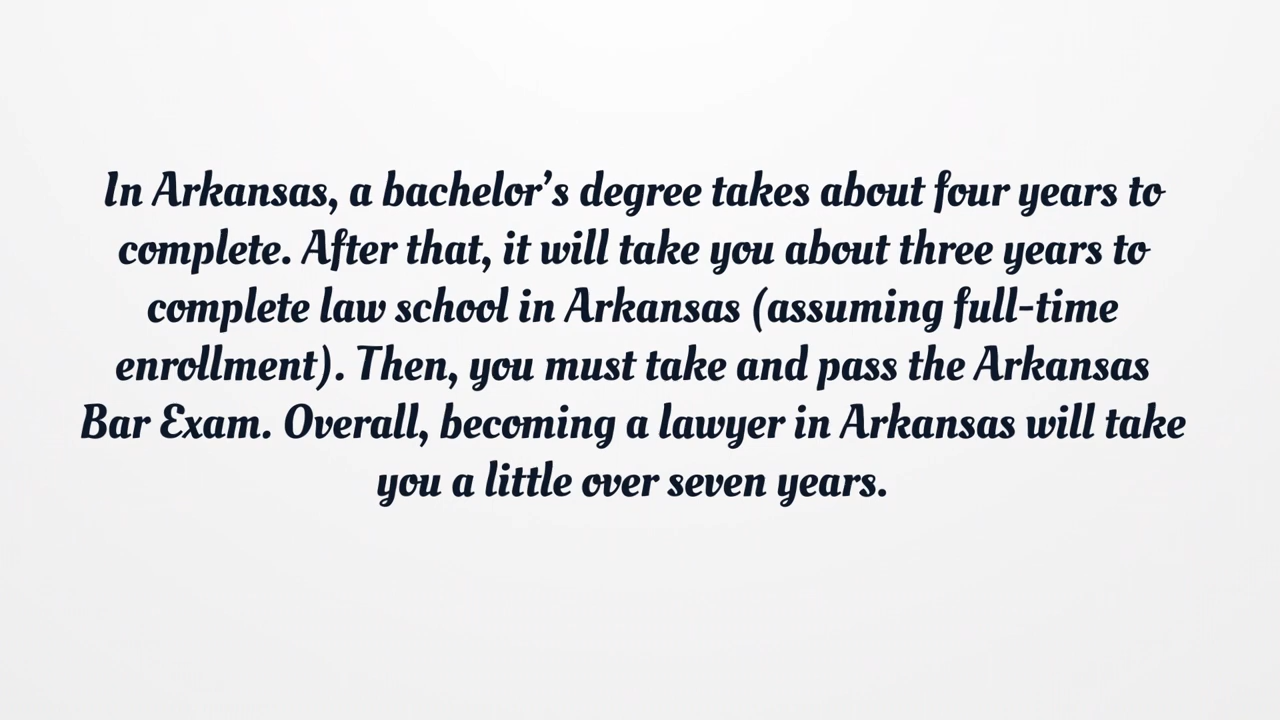 In Arkansas, a bachelor’s degree takes about four years to
complete. After that, it will take you about three years to
complete law school in Arkansas (assuming full-time
enrollment). Then, you must take and pass the Arkansas
Bar Exam. Overall, becoming a lawyer in Arkansas will take
you a little over seven years.